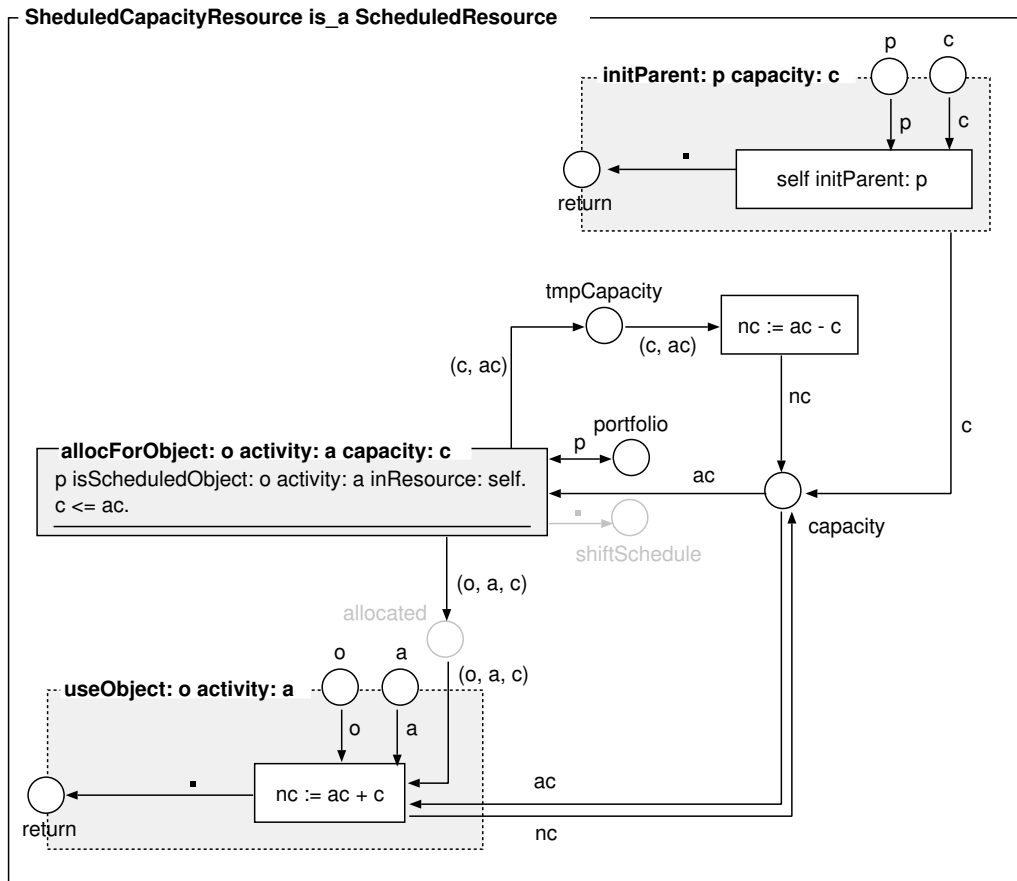 SheduledCapacityResource is_a ScheduledResource
p
c
initParent: p capacity: c
p
c
self initParent: p
return
tmpCapacity
nc := ac - c
(c, ac)
(c, ac)
nc
c
portfolio
allocForObject: o activity: a capacity: c
p
p isScheduledObject: o activity: a inResource: self.
ac
c <= ac.
capacity
shiftSchedule
(o, a, c)
allocated
o
a
(o, a, c)
useObject: o activity: a
o
a
nc := ac + c
ac
return
nc